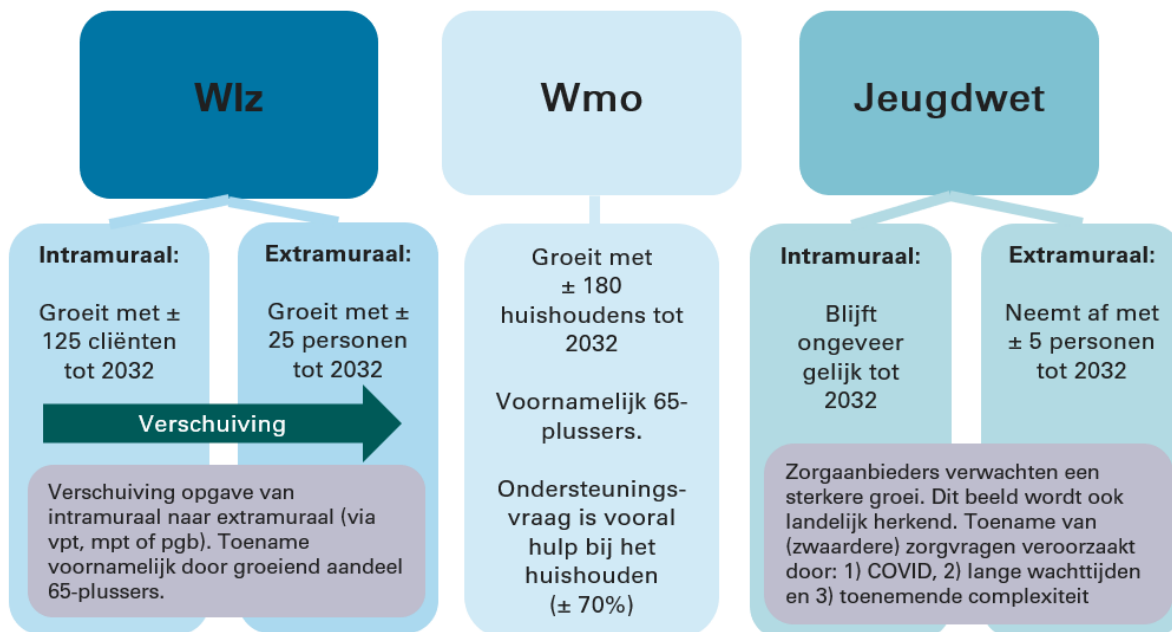 Wlz
Intramuraal:
Groeit met ±
125 cliënten
tot 2032
Extramuraal:
Groeit met ±
25 personen
tot 2032
Verschuiving
Verschuiving opgave van
intramuraal naar extramuraal (via
vpt, mpt of pgb). Toename
voornamelijk door groeiend aandeel
65-plussers.
Wmo
Groeit met
± 180
huishoudens tot
2032
Voornamelijk 65-
plussers.
Ondersteunings-
vraag is vooral
hulp bij het
huishouden
(± 70%)
Jeugdwet
Intramuraal:
Blijft
ongeveer
gelijk tot
2032
Extramuraal:
Neemt af met
± 5 personen
tot 2032
Zorgaanbieders verwachten een
sterkere groei. Dit beeld wordt ook
landelijk herkend. Toename van
(zwaardere) zorgvragen veroorzaakt
door: 1) COVID, 2) lange wachttijden
en 3) toenemende complexiteit